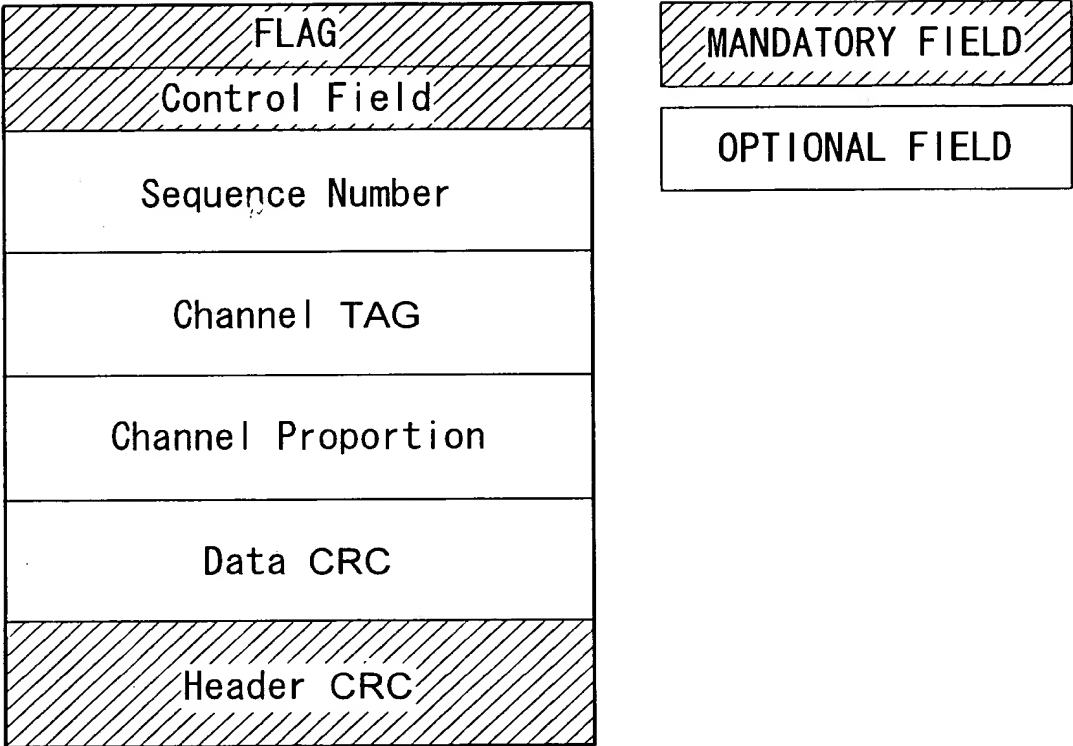 FLAG
Control Field
Sequence Number
Channel TAG
Channel Proportion
Data CRC
Header CRC
MANDATORY FIELD
OPTIONAL FIELD